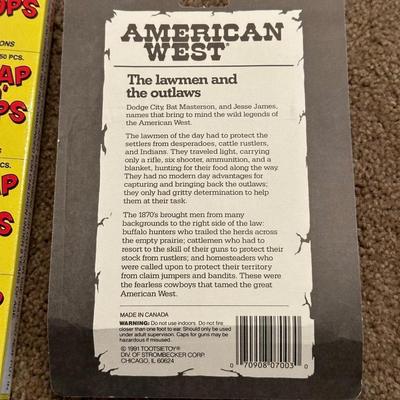 OPS
IONS
50 PCS.
AP
N'
PS
CS.
AP
PS
AMERICAN
WEST®
The lawmen and
the outlaws
Dodge City, Bat Masterson, and Jesse James,
names that bring to mind the wild legends of
the American West.
The lawmen of the day had to protect the
settlers from desperadoes, cattle rustlers,
and Indians. They traveled light, carrying
only a rifle, six shooter, ammunition, and a
blanket, hunting for their food along the way.
They had no modern day advantages for
capturing and bringing back the outlaws; they
only had gritty determination to help
them at their task.
The 1870's brought men from many
backgrounds to the right side of the law:
buffalo hunters who trailed the herds across
the empty prairie; cattlemen who had to
resort to the skill of their guns to protect their
stock from rustlers; and homesteaders who
were called upon to protect their territory
from claim jumpers and bandits. These were
the fearless cowboys that tamed the great
American West.
MADE IN CANADA
WARNING: Do not use indoors. Do not fire
closer than one foot to ear. Should only be used
under adult supervision. Caps for guns may be
hazardous if misused.
© 1991 TOOTSIETOY®
DIV. OF STROMBECKER CORP.
CHICAGO, IL 60624
0 70908 07003 0